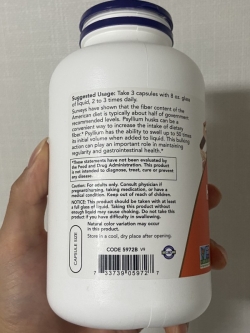 Suggested Usage: Take 3 capsules with 8 oz. glass
of liquid, 2 to 3 times daily.
Surveys have shown that the fiber content of the
American diet is typically about half of government
recommended levels. Psyllium husks can be a
convenient way to increase the intake of dietary
fiber.* Psyllium has the ability to swell up to 50 times
its initial volume when added to liquid. This bulking
action can play an important role in maintaining
regularity and gastrointestinal health.*
*These statements have not been evaluated by
the Food and Drug Administration. This product
is not intended to diagnose, treat, cure or prevent
any disease.
Caution: For adults only. Consult physician if
pregnant/nursing, taking medication, or have a
medical condition. Keep out of reach of children.
NOTICE: This product should be taken with at least
a full glass of liquid. Taking this product without
enough liquid may cause choking. Do not take this
product if you have difficulty in swallowing.
Natural color variation may occur
in this product.
Store in a cool, dry place after opening.
CAPSULE SIZE
CODE 5972B V9
7 33739 05972 7